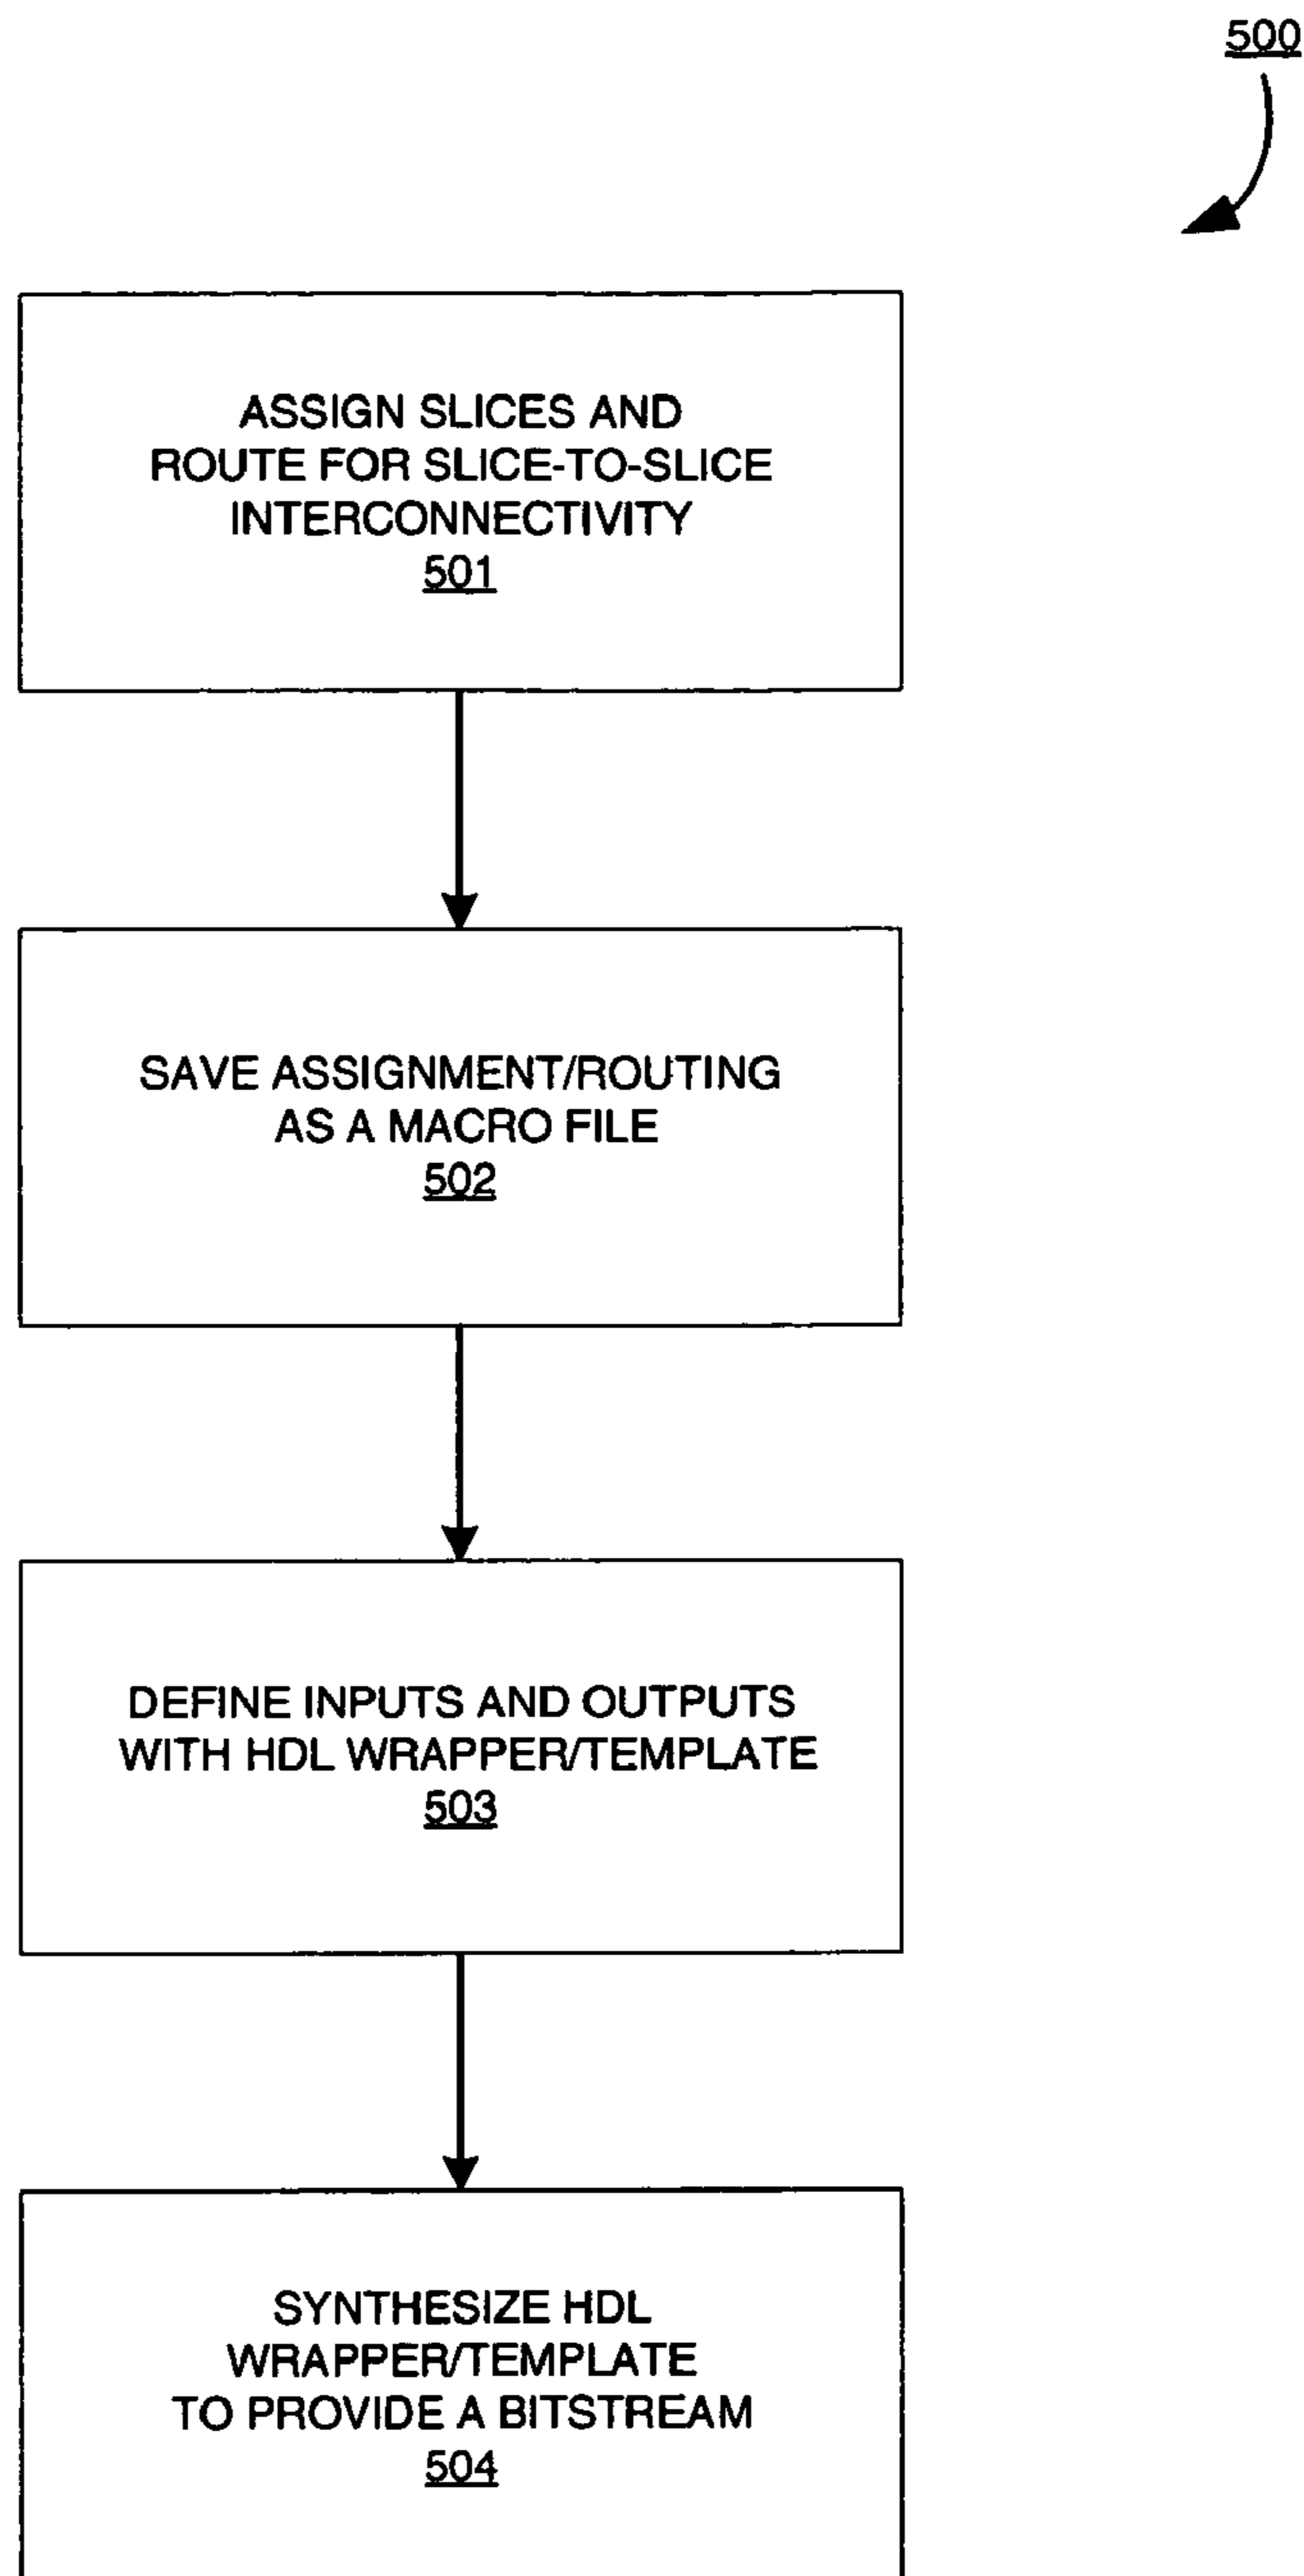 500
ASSIGN SLICES AND
ROUTE FOR SLICE-TO-SLICE
INTERCONNECTIVITY
501
SAVE ASSIGNMENT/ROUTING
AS A MACRO FILE
502
DEFINE INPUTS AND OUTPUTS
WITH HDL WRAPPER/TEMPLATE
503
SYNTHESIZE HDL
WRAPPER/TEMPLATE
TO PROVIDE A BITSTREAM
504